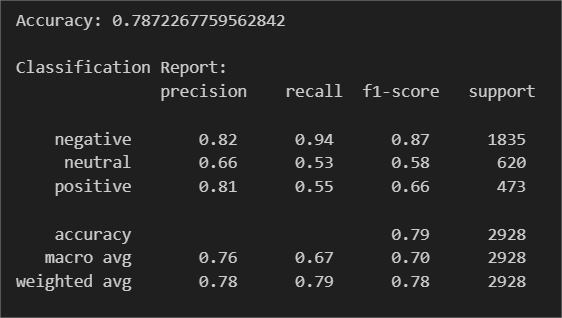 Accuracy: 0.7872267759562842
Classification Report:
precision recall f1-score support
negative 0.82 0.94 0.87 1835
neutral 0.66 0.53 0.58 620
positive 0.81 0.55 0.66 473
accuracy 0.79 2928
macro avg 0.76 0.67 0.70 2928
weighted avg 0.78 0.79 0.78 2928